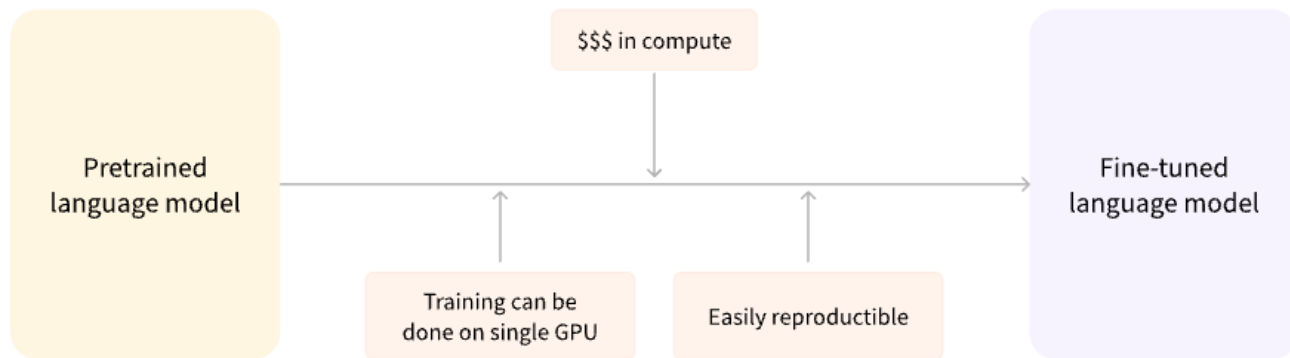 $$$ in compute
Pretrained
language model
Fine-tuned
language model
Training can be
done on single GPU
Easily reproductible